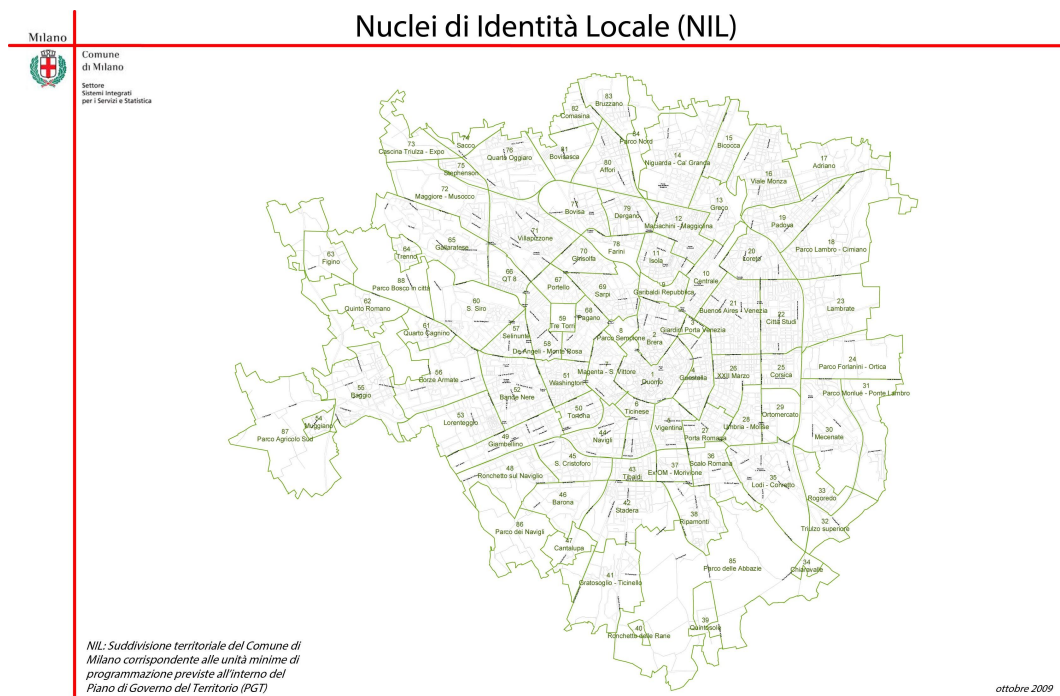 Nuclei di Identità Locale (NIL)
Milano
Comune
di Milano
Settore
Sistemi Integrati
per i Servizi e Statistica
83
Bruzzano
82
Comasina
84
Parco Nord
73
Cascina Triulza - Expo
74
Sacco
76
Quarto Oggiaro
81
Bovisasca
80
Affori
14
Niguarda - Ca' Granda
15
Bicocca
17
Adriano
75
Stephenson
16
Viale Monza
72
Maggiore - Musocco
77
Bovisa
79
Dergano
13
Greco
12
Maciachini - Maggiolina
19
Padova
71
Villapizzone
18
Parco Lambro - Cimiano
65
Gallaratese
64
Trenno
63
Figino
78
Farini
70
Ghisolfa
11
Isola
20
Loreto
66
QT 8
10
Centrale
67
Portello
88
Parco Bosco in città
69
Sarpi
9
Garibaldi Repubblica
62
Quinto Romano
60
S. Siro
68
Pagano
21
Buenos Aires - Venezia
22
Città Studi
23
Lambrate
59
Tre Torri
61
Quarto Cagnino
57
Selinunte
8
Parco Sempione
2
Brera
3
Giardini Porta Venezia
58
De Angeli - Monte Rosa
24
Parco Forlanini - Ortica
7
Magenta - S. Vittore
1
Duomo
4
Guastalla
26
XXII Marzo
25
Corsica
56
Forze Armate
51
Washington
55
Baggio
52
Bande Nere
31
Parco Monluè - Ponte Lambro
50
Tortona
6
Ticinese
29
Ortomercato
54
Muggiano
53
Lorenteggio
5
Vigentina
28
Umbria - Molise
30
Mecenate
87
Parco Agricolo Sud
49
Giambellino
44
Navigli
27
Porta Romana
45
S. Cristoforo
36
Scalo Romana
48
Ronchetto sul Naviglio
43
Tibaldi
37
Ex OM - Morivione
35
Lodi - Corvetto
33
Rogoredo
46
Barona
42
Stadera
38
Ripamonti
32
Triulzo superiore
86
Parco dei Navigli
47
Cantalupa
85
Parco delle Abbazie
34
Chiaravalle
41
Gratosoglio - Ticinello
39
Quintosole
40
Ronchetto delle Rane
NIL: Suddivisione territoriale del Comune di
Milano corrispondente alle unità minime di
programmazione previste all'interno del
Piano di Governo del Territorio (PGT)
ottobre 2009